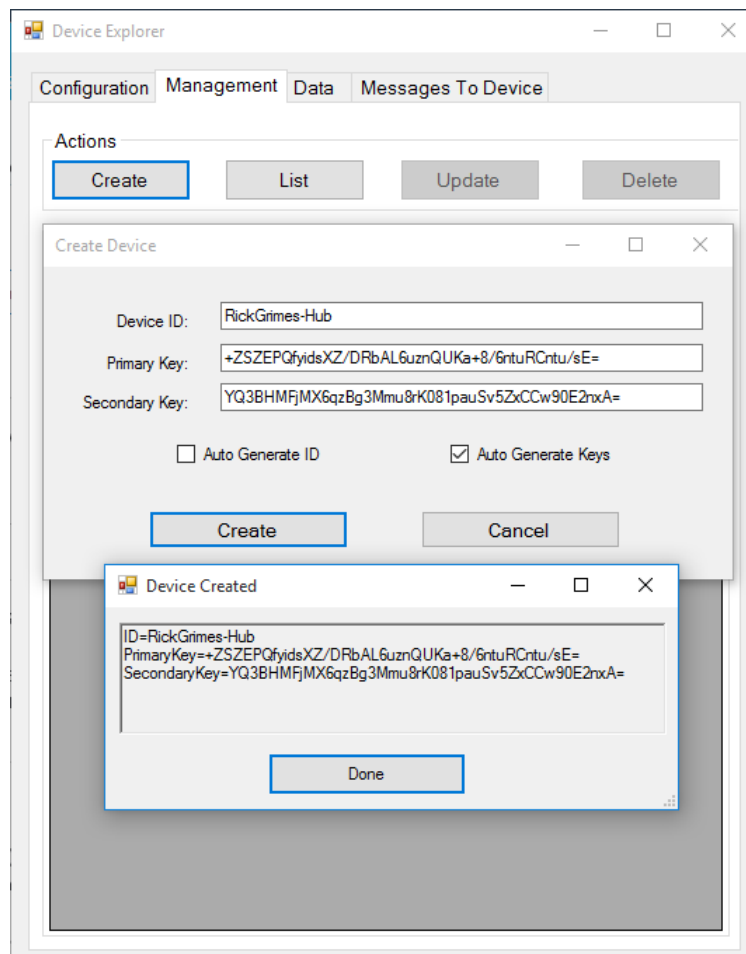 Device Explorer
Configuration Management Data Messages To Device
Actions
Create List Update Delete
Create Device
Device ID: RickGrimes-Hub
Primary Key: +ZSZEPQfyidsXZ/DRbAL6uznQUKa+8/6ntuRCntu/sE=
Secondary Key: YQ3BHMFjMX6qzBg3Mmu8rK081pauSv5ZxCCw90E2nxA=
Auto Generate ID Auto Generate Keys
Create Cancel
Device Created
ID=RickGrimes-Hub
PrimaryKey=+ZSZEPQfyidsXZ/DRbAL6uznQUKa+8/6ntuRCntu/sE=
SecondaryKey=YQ3BHMFjMX6qzBg3Mmu8rK081pauSv5ZxCCw90E2nxA=
Done